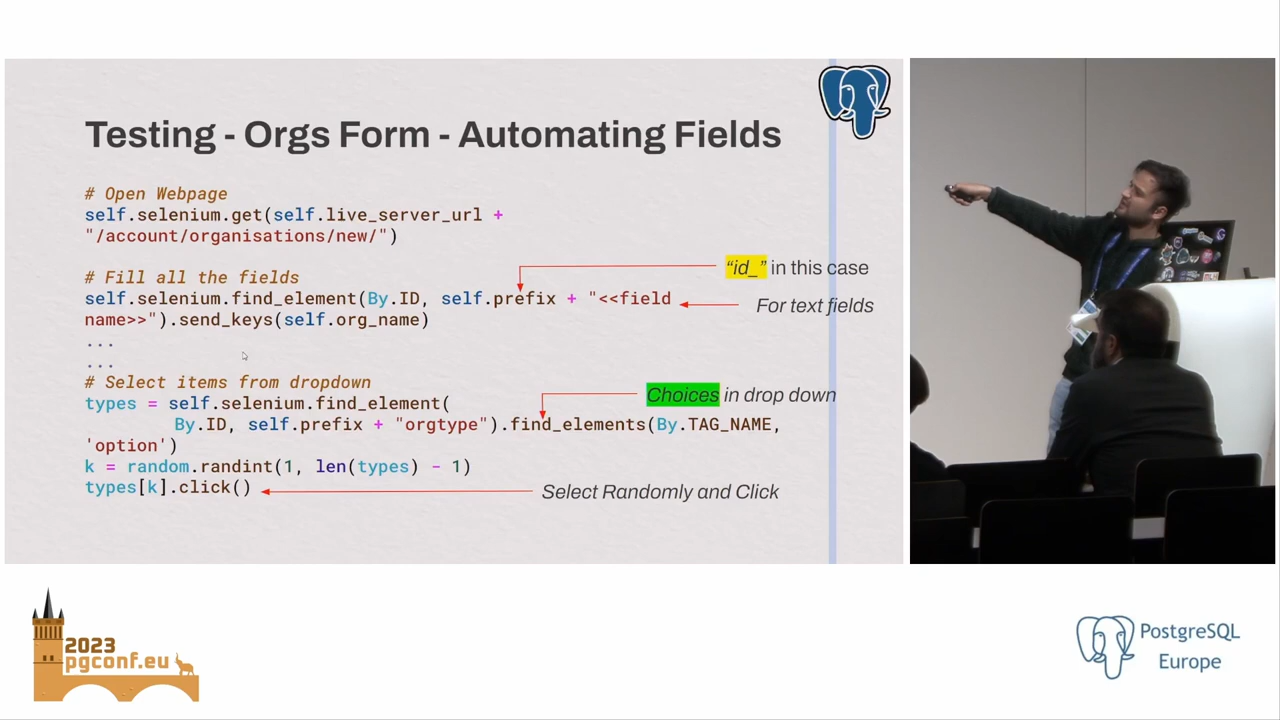 Testing - Orgs Form - Automating Fields
# Open Webpage
self.selenium.get(self.live_server_url +
"/account/organisations/new/")
# Fill all the fields
“id_” in this case
self.selenium.find_element(By.ID, self.prefix + "<<field
For text fields
name>>").send_keys(self.org_name)
...
...
# Select items from dropdown
Choices in drop down
types = self.selenium.find_element(
By.ID, self.prefix + "orgtype").find_elements(By.TAG_NAME,
'option')
k = random.randint(1, len(types) - 1)
types[k].click()
Select Randomly and Click
2023
pgconf.eu
PostgreSQL
Europe